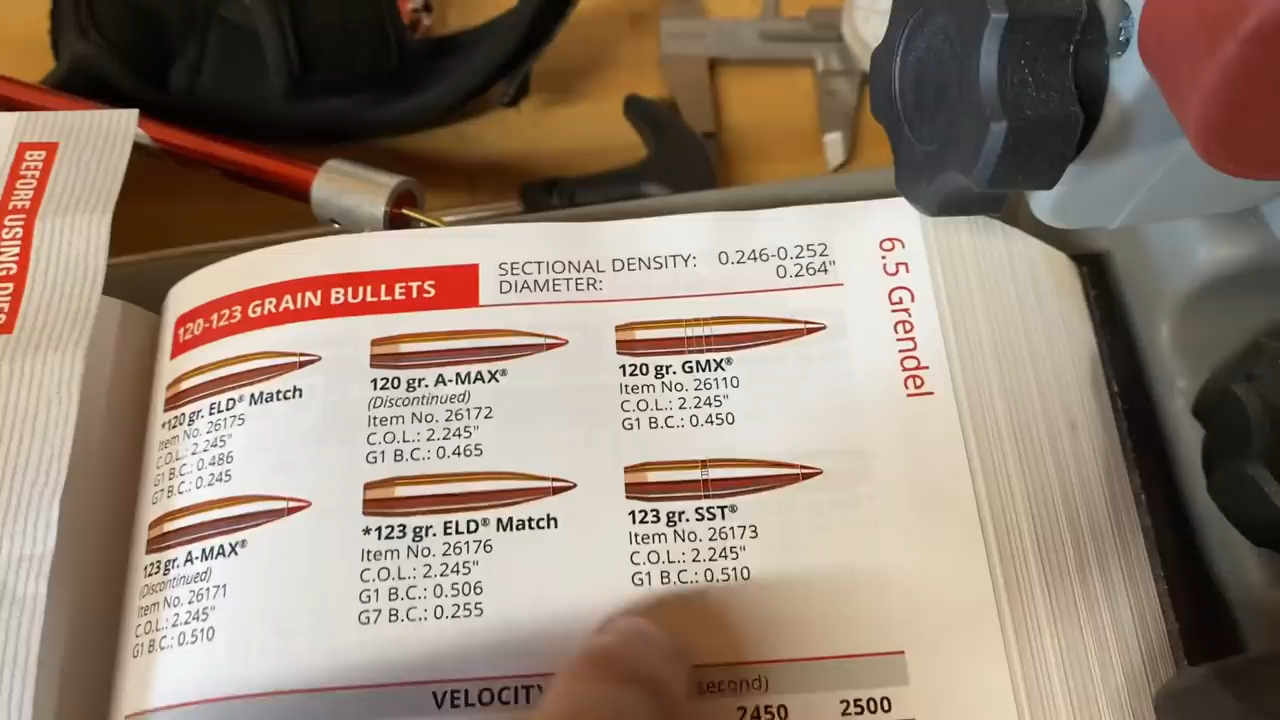 BEFORE USING DIES
120-123 GRAIN BULLETS
SECTIONAL DENSITY: 0.246-0.252
DIAMETER: 0.264"
6.5 Grendel
*120 gr. ELD® Match
Item No. 26175
C.O.L.: 2.245"
G1 B.C.: 0.486
G7 B.C.: 0.245
120 gr. A-MAX®
(Discontinued)
Item No. 26172
C.O.L.: 2.245"
G1 B.C.: 0.465
120 gr. GMX®
Item No. 26110
C.O.L.: 2.245"
G1 B.C.: 0.450
123 gr. A-MAX®
(Discontinued)
Item No. 26171
C.O.L.: 2.245"
G1 B.C.: 0.510
*123 gr. ELD® Match
Item No. 26176
C.O.L.: 2.245"
G1 B.C.: 0.506
G7 B.C.: 0.255
123 gr. SST®
Item No. 26173
C.O.L.: 2.245"
G1 B.C.: 0.510
VELOCITY second)
2450 2500